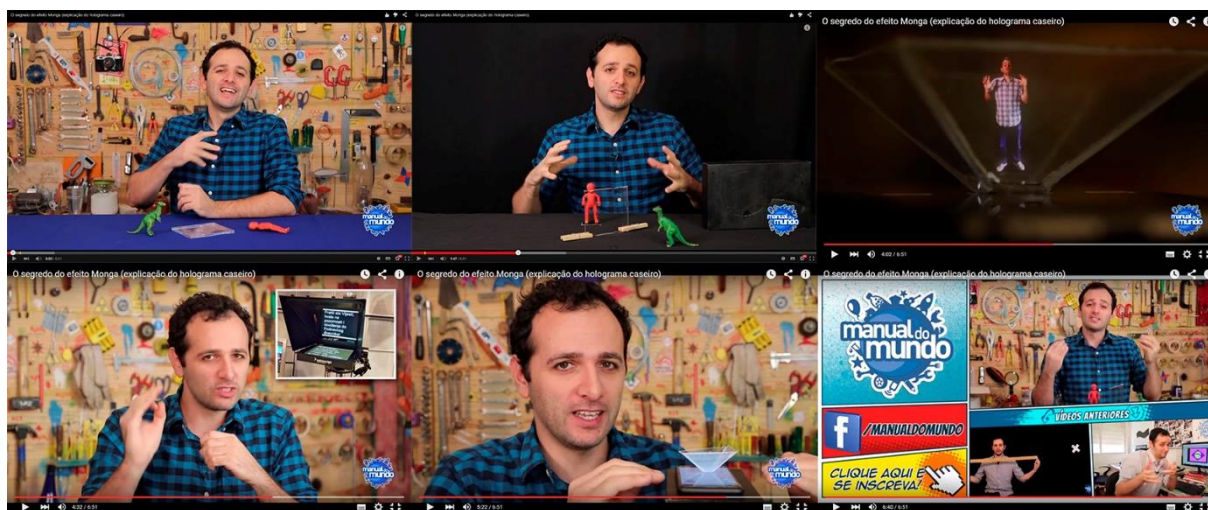 O segredo do efeito Monga (explicação do holograma caseiro)
manual do mundo
O segredo do efeito Monga (explicação do holograma caseiro)
manual do mundo
O segredo do efeito Monga (explicação do holograma caseiro)
manual do mundo
4:02 / 6:51
O segredo do efeito Monga (explicação do holograma caseiro)
manual do mundo
4:32 / 6:51
O segredo do efeito Monga (explicação do holograma caseiro)
manual do mundo
5:22 / 6:51
O segredo do efeito Monga (explicação do holograma caseiro)
manual do
mundo
f /MANUALDOMUNDO
VÍDEOS ANTERIORES
CLIQUE AQUI E
SE INSCREVA!
6:40 / 6:51